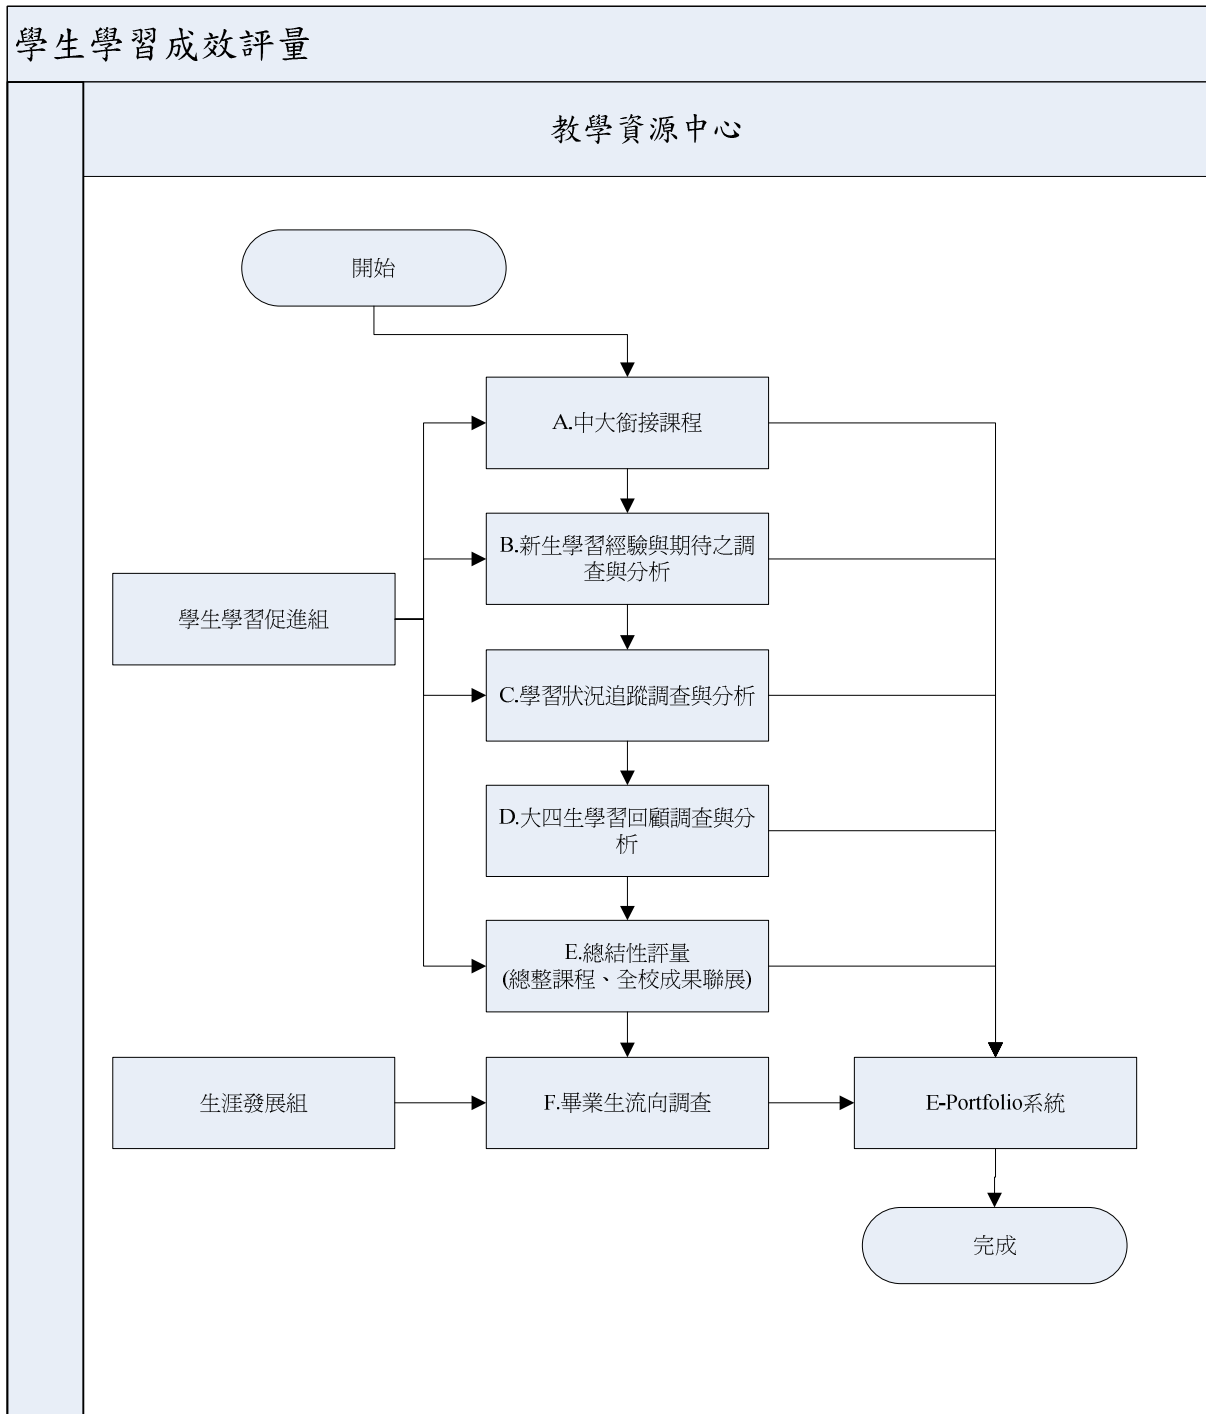 學生學習成效評量
教學資源中心
開始
A.中大銜接課程
B.新生學習經驗與期待之調
查與分析
學生學習促進組
C.學習狀況追蹤調查與分析
D.大四生學習回顧調查與分
析
E.總結性評量
(總整課程、全校成果聯展)
生涯發展組
F.畢業生流向調查
E-Portfolio系統
完成